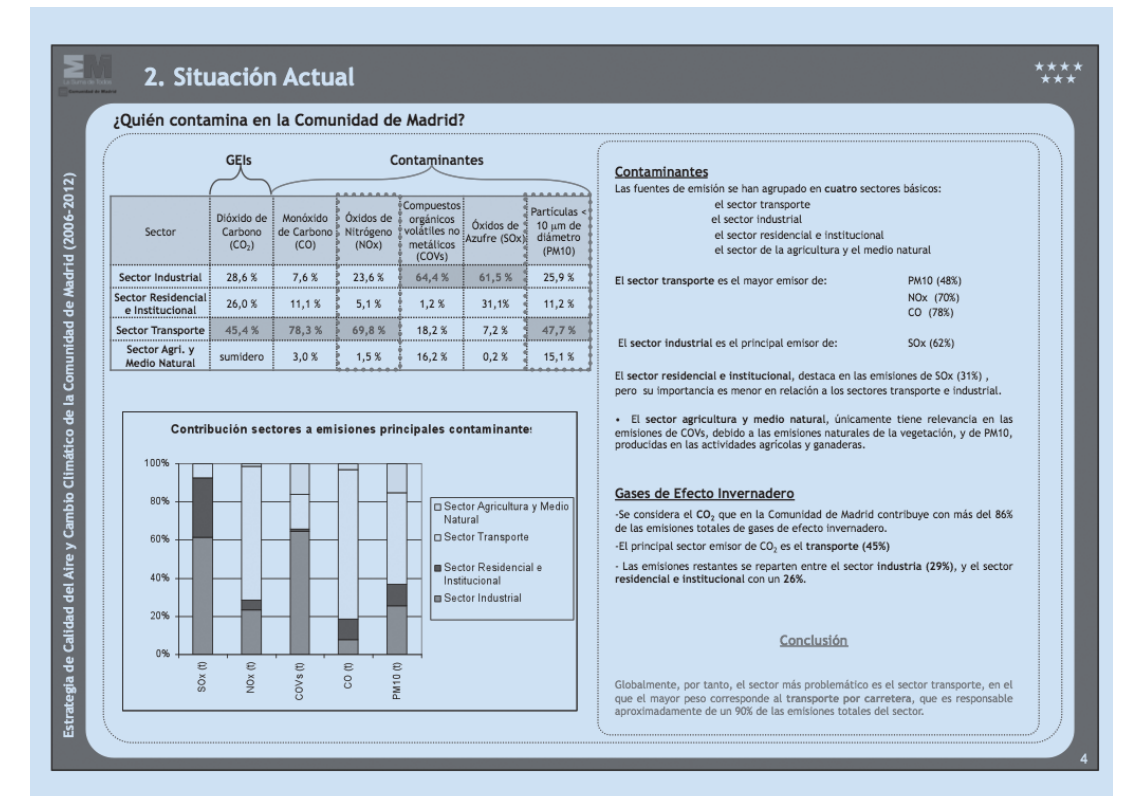 2. Situación Actual
Comunidad de Madrid
¿Quién contamina en la Comunidad de Madrid?
Estrategia de Calidad del Aire y Cambio Climático de la Comunidad de Madrid (2006-2012)
GEIs Contaminantes
Sector
Dióxido de Carbono (CO2)
Monóxido de Carbono (CO)
Óxidos de Nitrógeno (NOx)
Compuestos orgánicos volátiles no metálicos (COVs)
Óxidos de Azufre (SOx)
Partículas < 10 μm de diámetro (PM10)
Sector Industrial 28,6 % 7,6 % 23,6 % 64,4 % 61,5 % 25,9 %
Sector Residencial e Institucional 26,0 % 11,1 % 5,1 % 1,2 % 31,1% 11,2 %
Sector Transporte 45,4 % 78,3 % 69,8 % 18,2 % 7,2 % 47,7 %
Sector Agri. y Medio Natural sumidero 3,0 % 1,5 % 16,2 % 0,2 % 15,1 %
Contribución sectores a emisiones principales contaminantes
100%
80%
60%
40%
20%
0%
SOx (t)
NOx (t)
COVs (t)
CO (t)
PM10 (t)
Sector Agricultura y Medio
Natural
Sector Transporte
Sector Residencial e
Institucional
Sector Industrial
Contaminantes
Las fuentes de emisión se han agrupado en cuatro sectores básicos:
el sector transporte
el sector industrial
el sector residencial e institucional
el sector de la agricultura y el medio natural
El sector transporte es el mayor emisor de: PM10 (48%)
NOx (70%)
CO (78%)
El sector industrial es el principal emisor de: SOx (62%)
El sector residencial e institucional, destaca en las emisiones de SOx (31%) ,
pero su importancia es menor en relación a los sectores transporte e industrial.
• El sector agricultura y medio natural, únicamente tiene relevancia en las
emisiones de COVs, debido a las emisiones naturales de la vegetación, y de PM10,
producidas en las actividades agrícolas y ganaderas.
Gases de Efecto Invernadero
-Se considera el CO2 que en la Comunidad de Madrid contribuye con más del 86%
de las emisiones totales de gases de efecto invernadero.
-El principal sector emisor de CO2 es el transporte (45%)
- Las emisiones restantes se reparten entre el sector industria (29%), y el sector
residencial e institucional con un 26%.
Conclusión
Globalmente, por tanto, el sector más problemático es el sector transporte, en el
que el mayor peso corresponde al transporte por carretera, que es responsable
aproximadamente de un 90% de las emisiones totales del sector.
4